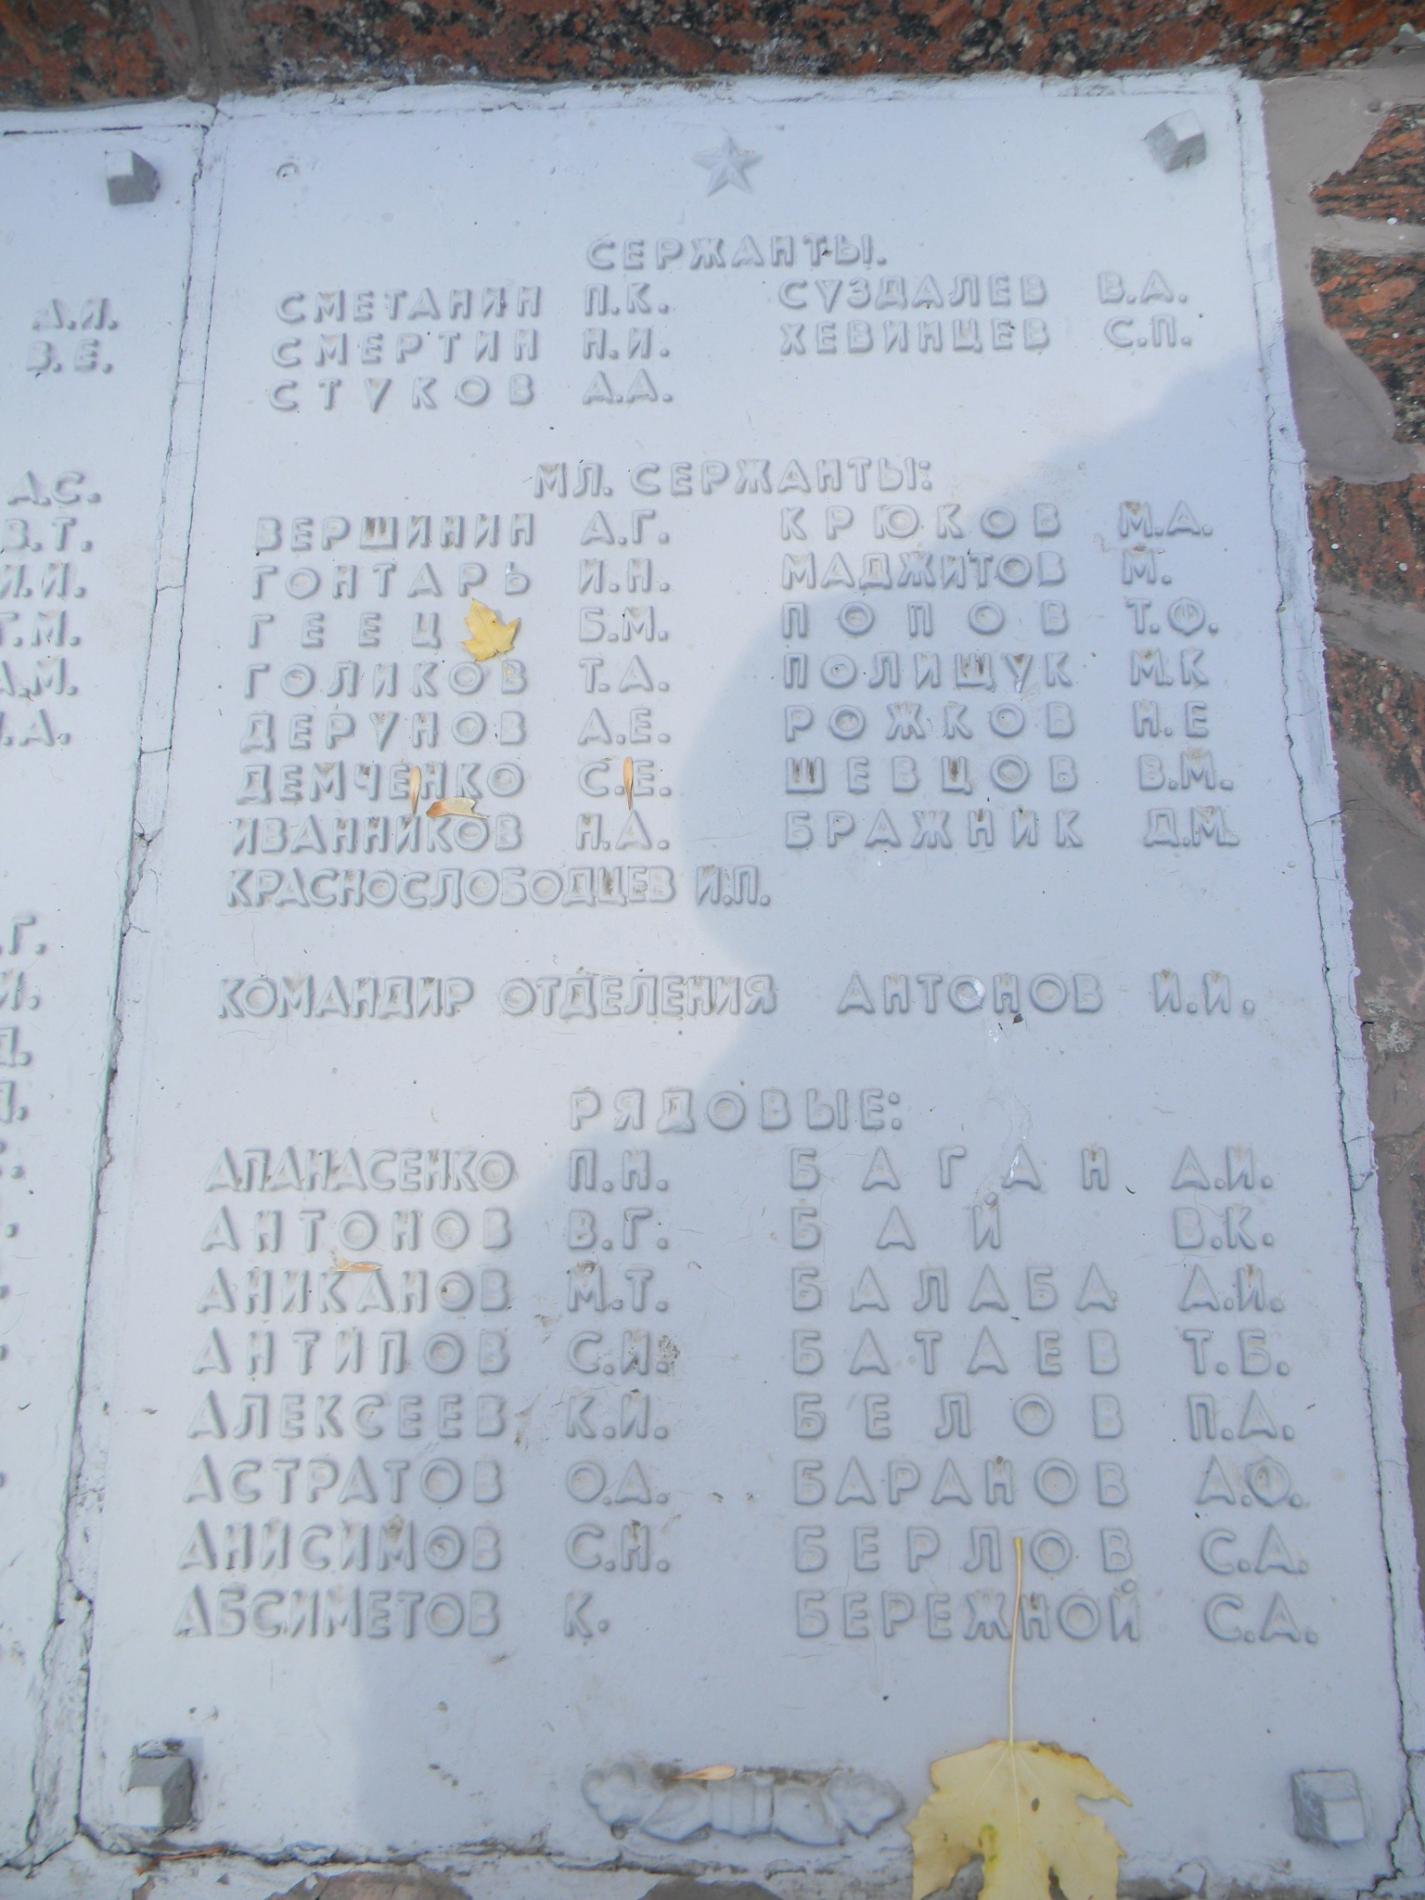 СЕРЖАНТЫ.
СМЕТАНИН П.К. СУЗДАЛЕВ В.А.
СМЕРТИН Н.И. ХЕВИНЦЕВ С.П.
СТУКОВ А.А.
МЛ. СЕРЖАНТЫ:
ВЕРШИНИН А.Г. КРЮКОВ М.А.
ГОНТАРЬ И.Н. МАДЖИТОВ М.
ГЕЕЦ Б.М. ПОПОВ Т.Ф.
ГОЛИКОВ Т.А. ПОЛИЩУК М.К
ДЕРУНОВ А.Е. РОЖКОВ Н.Е
ДЕМЧЕНКО С.Е. ШЕВЦОВ В.М.
ИВАННИКОВ Н.А. БРАЖНИК Д.М.
КРАСНОСЛОБОДЦЕВ И.П.
КОМАНДИР ОТДЕЛЕНИЯ АНТОНОВ И.И.
РЯДОВЫЕ:
АПАНАСЕНКО П.Н. БАГАН А.И.
АНТОНОВ В.Г. БАЙ В.К.
АНИКАНОВ М.Т. БАЛАБА А.И.
АНТИПОВ С.И. БАТАЕВ Т.Б.
АЛЕКСЕЕВ К.И. БЕЛОВ П.А.
АСТРАТОВ О.А. БАРАНОВ А.Ф.
АНИСИМОВ С.Н. БЕРЛОВ С.А.
АБСИМЕТОВ К. БЕРЕЖНОЙ С.А.
А.И.
В.Е.
А.С.
В.Т.